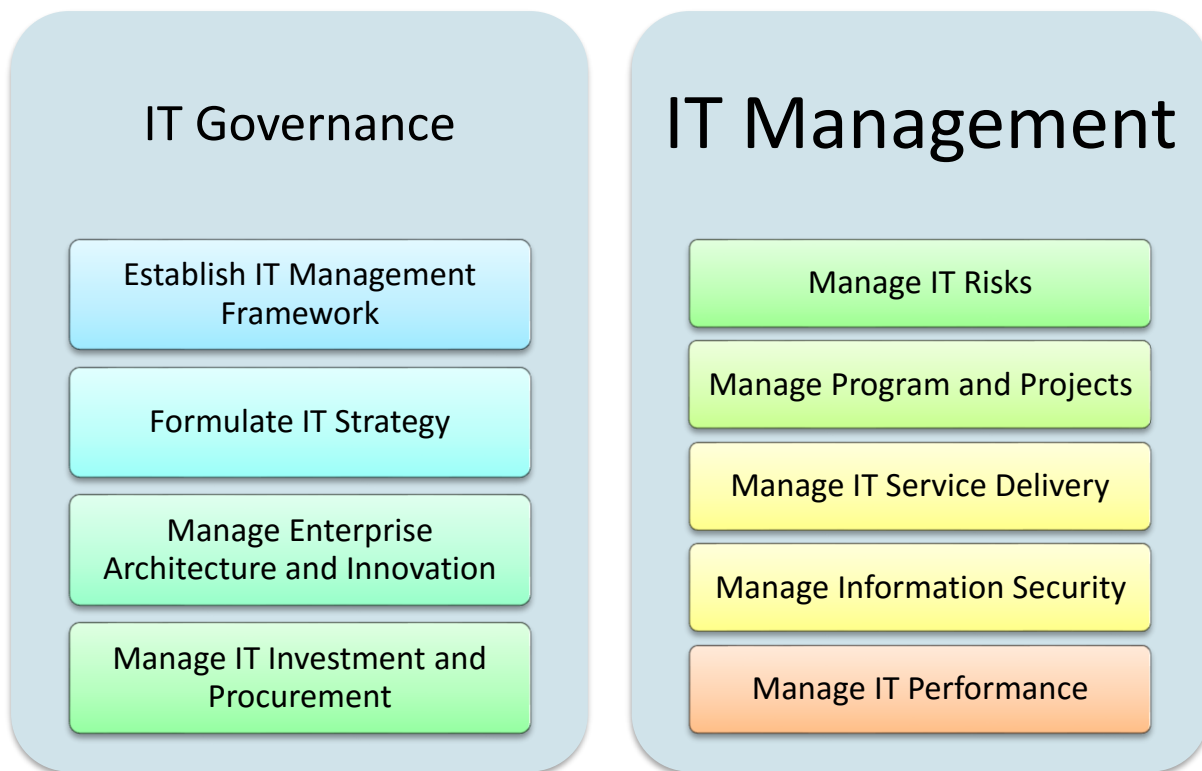 IT Governance
Establish IT Management
Framework
Formulate IT Strategy
Manage Enterprise
Architecture and Innovation
Manage IT Investment and
Procurement
IT Management
Manage IT Risks
Manage Program and Projects
Manage IT Service Delivery
Manage Information Security
Manage IT Performance